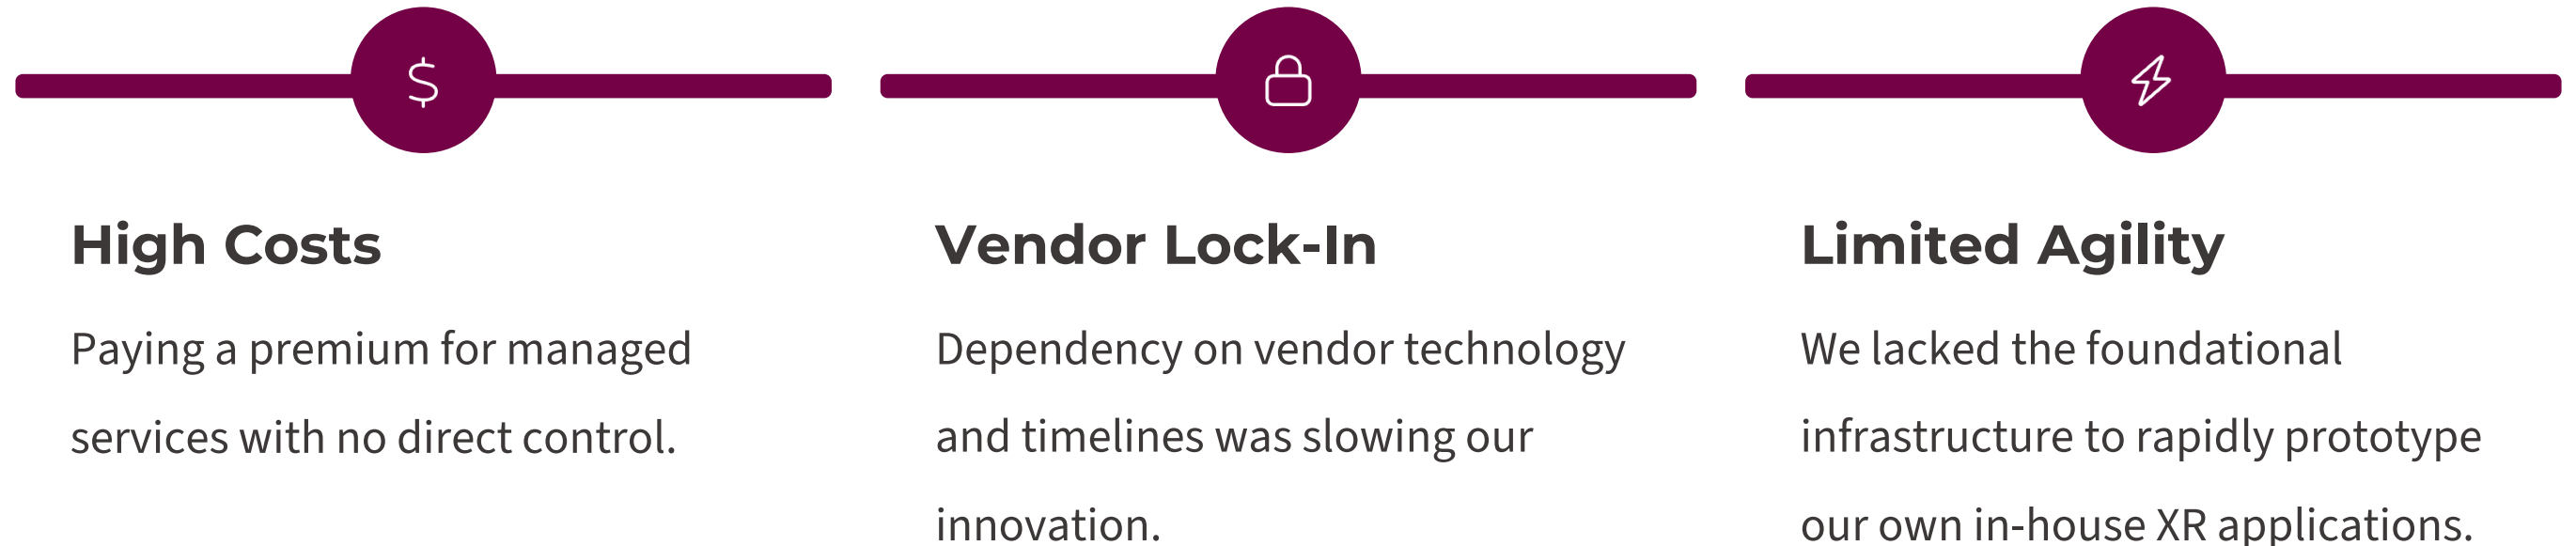 High Costs
Paying a premium for managed
services with no direct control.
Vendor Lock-In
Dependency on vendor technology
and timelines was slowing our
innovation.
Limited Agility
We lacked the foundational
infrastructure to rapidly prototype
our own in-house XR applications.